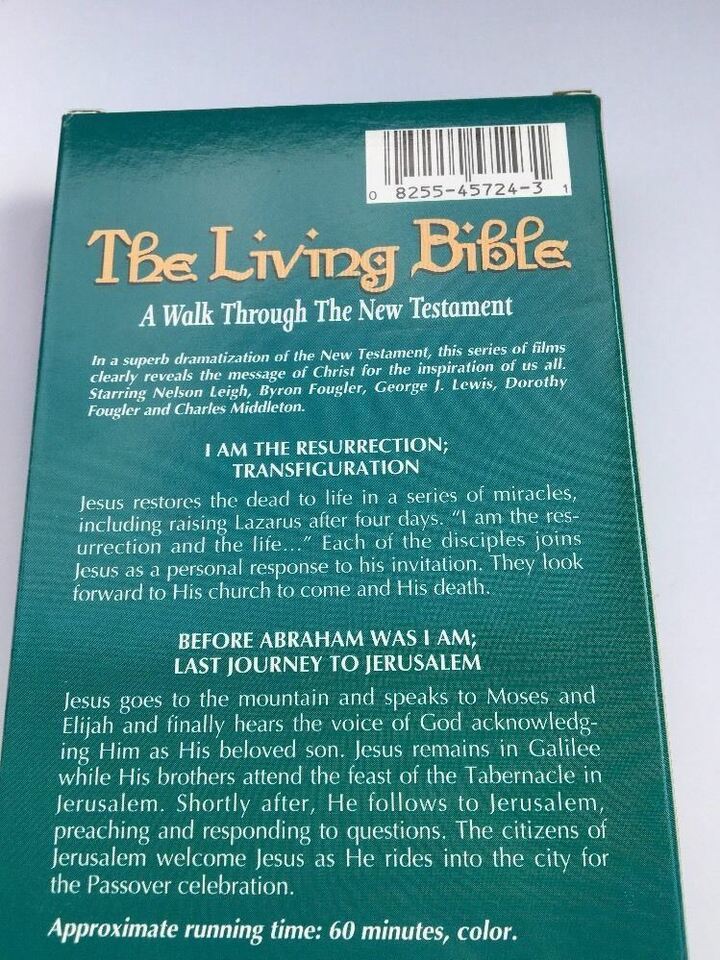 0 8255-45724-3 1
The Living Bible
A Walk Through The New Testament
In a superb dramatization of the New Testament, this series of films
clearly reveals the message of Christ for the inspiration of us all.
Starring Nelson Leigh, Byron Fougler, George J. Lewis, Dorothy
Fougler and Charles Middleton.
I AM THE RESURRECTION;
TRANSFIGURATION
Jesus restores the dead to life in a series of miracles,
including raising Lazarus after four days. "I am the res-
urrection and the life..." Each of the disciples joins
Jesus as a personal response to his invitation. They look
forward to His church to come and His death.
BEFORE ABRAHAM WAS I AM;
LAST JOURNEY TO JERUSALEM
Jesus goes to the mountain and speaks to Moses and
Elijah and finally hears the voice of God acknowledg-
ing Him as His beloved son. Jesus remains in Galilee
while His brothers attend the feast of the Tabernacle in
Jerusalem. Shortly after, He follows to Jerusalem,
preaching and responding to questions. The citizens of
Jerusalem welcome Jesus as He rides into the city for
the Passover celebration.
Approximate running time: 60 minutes, color.